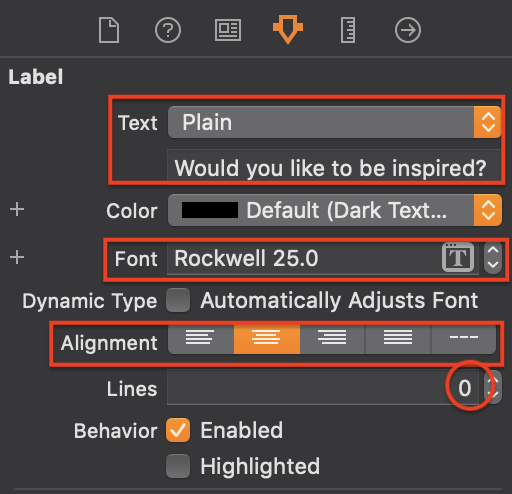 Label
Text Plain
Would you like to be inspired?
Color Default (Dark Text...
Font Rockwell 25.0 T
Dynamic Type Automatically Adjusts Font
Alignment
Lines 0
Behavior Enabled
Highlighted